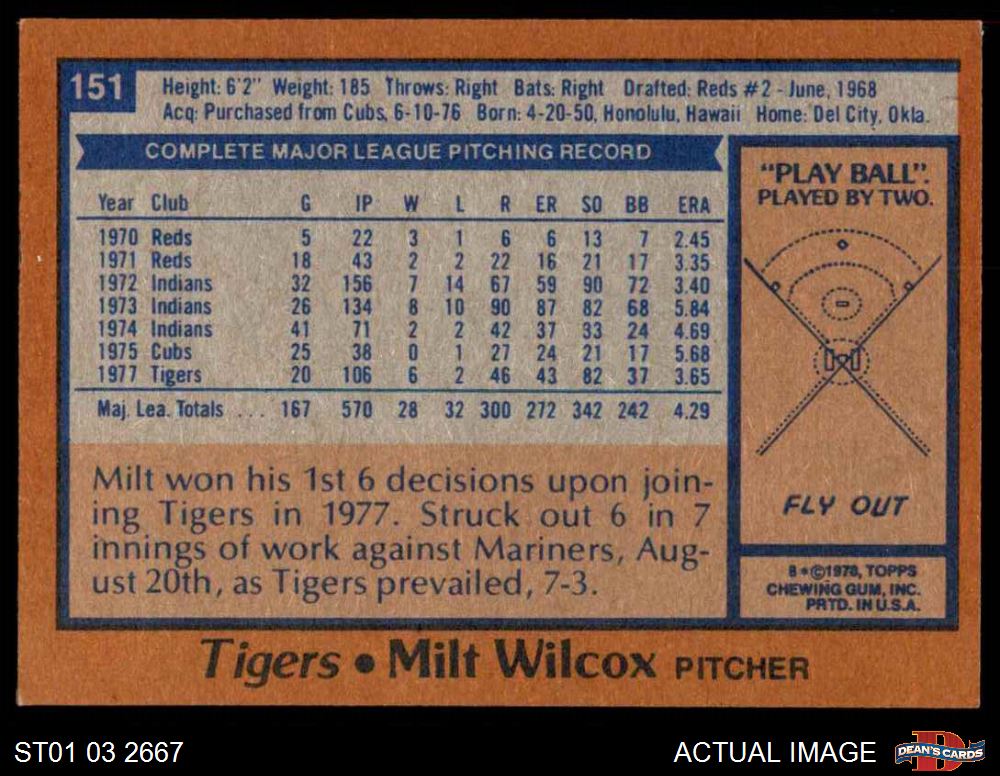 151
Height: 6'2" Weight: 185 Throws: Right Bats: Right Drafted: Reds #2 - June, 1968
Acq: Purchased from Cubs, 6-10-76 Born: 4-20-50, Honolulu, Hawaii Home: Del City, Okla.
COMPLETE MAJOR LEAGUE PITCHING RECORD
Year Club G IP W L R ER SO BB ERA
1970 Reds 5 22 3 1 6 6 13 7 2.45
1971 Reds 18 43 2 2 22 16 21 17 3.35
1972 Indians 32 156 7 14 67 59 90 72 3.40
1973 Indians 26 134 8 10 90 87 82 68 5.84
1974 Indians 41 71 2 2 42 37 33 24 4.69
1975 Cubs 25 38 0 1 27 24 21 17 5.68
1977 Tigers 20 106 6 2 46 43 82 37 3.65
Maj. Lea. Totals ... 167 570 28 32 300 272 342 242 4.29
Milt won his 1st 6 decisions upon join-
ing Tigers in 1977. Struck out 6 in 7
innings of work against Mariners, Aug-
ust 20th, as Tigers prevailed, 7-3.
"PLAY BALL".
PLAYED BY TWO.
FLY OUT
8*©1978, TOPPS
CHEWING GUM, INC.
PRTD. IN U.S.A.
Tigers • Milt Wilcox PITCHER
ST01 03 2667
ACTUAL IMAGE
DEAN'S CARDS